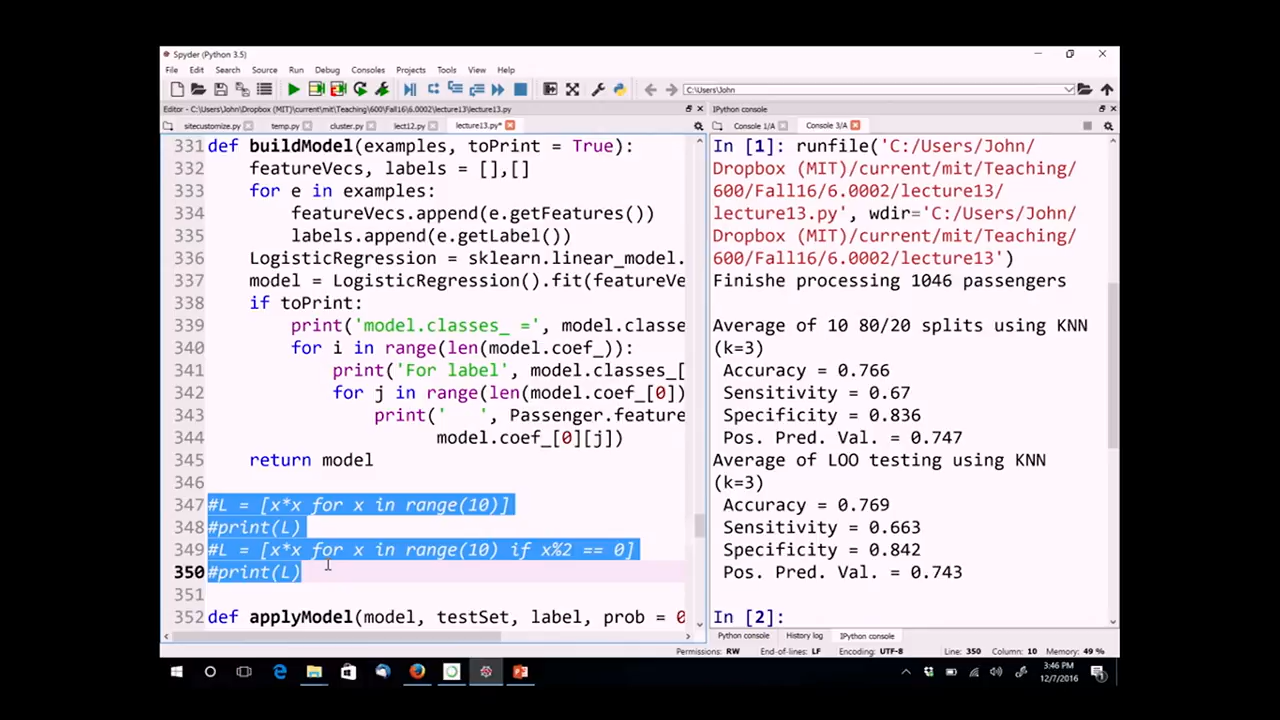 Spyder (Python 3.5)
File Edit Search Source Run Debug Consoles Projects Tools View Help
C:\Users\John
Editor - C:\Users\John\Dropbox (MIT)\current\mit\Teaching\600\Fall16\6.0002\lecture13\lecture13.py
sitecustomize.py temp.py cluster.py lect12.py lecture13.py*
331 def buildModel(examples, toPrint = True):
332 featureVecs, labels = [],[]
333 for e in examples:
334 featureVecs.append(e.getFeatures())
335 labels.append(e.getLabel())
336 LogisticRegression = sklearn.linear_model.
337 model = LogisticRegression().fit(featureVe
338 if toPrint:
339 print('model.classes_ =', model.classe
340 for i in range(len(model.coef_)):
341 print('For label', model.classes_[
342 for j in range(len(model.coef_[0])
343 print('   ', Passenger.feature
344 model.coef_[0][j])
345 return model
346
347 #L = [x*x for x in range(10)]
348 #print(L)
349 #L = [x*x for x in range(10) if x%2 == 0]
350 #print(L)
351
352 def applyModel(model, testSet, label, prob = 0
IPython console
Console 1/A Console 3/A
In [1]: runfile('C:/Users/John/
Dropbox (MIT)/current/mit/Teaching/
600/Fall16/6.0002/lecture13/
lecture13.py', wdir='C:/Users/John/
Dropbox (MIT)/current/mit/Teaching/
600/Fall16/6.0002/lecture13')
Finishe processing 1046 passengers
Average of 10 80/20 splits using KNN
(k=3)
Accuracy = 0.766
Sensitivity = 0.67
Specificity = 0.836
Pos. Pred. Val. = 0.747
Average of LOO testing using KNN
(k=3)
Accuracy = 0.769
Sensitivity = 0.663
Specificity = 0.842
Pos. Pred. Val. = 0.743
In [2]:
Python console History log IPython console
Permissions: RW End-of-lines: LF Encoding: UTF-8 Line: 350 Column: 10 Memory: 49 %
3:46 PM
12/7/2016